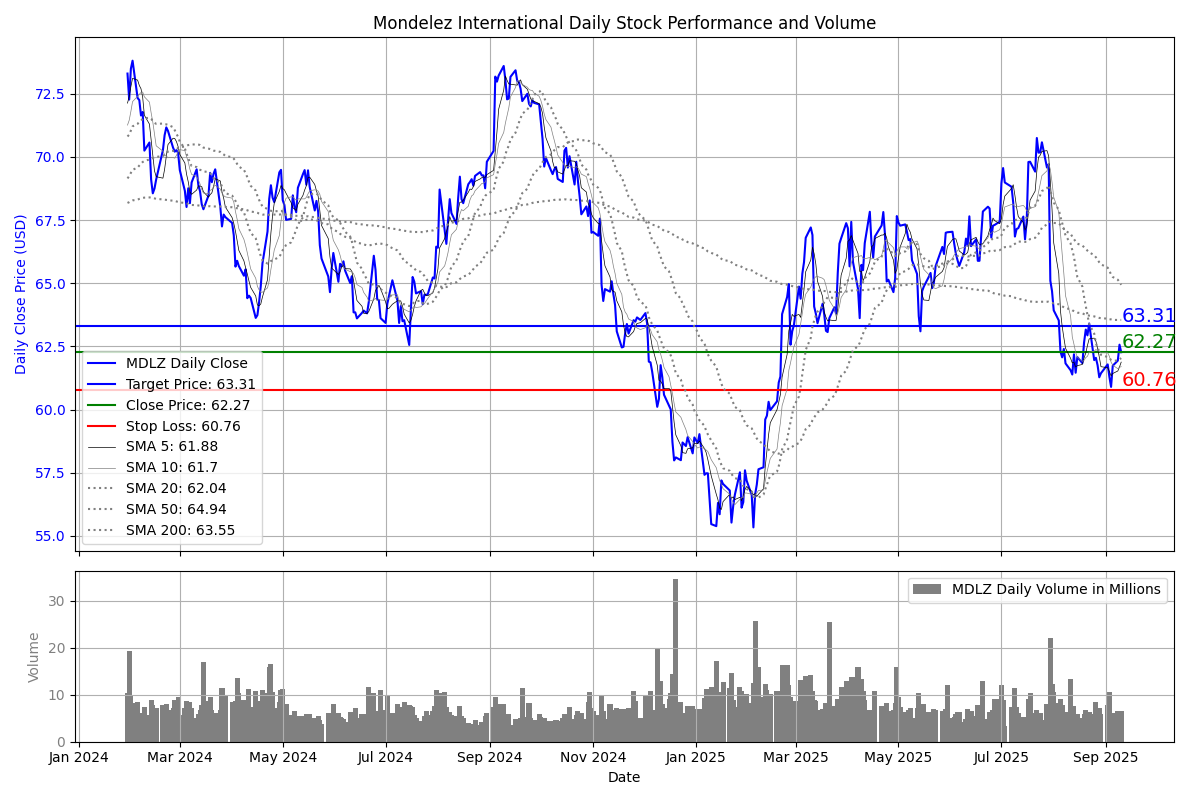 Mondelez International Daily Stock Performance and Volume
Daily Close Price (USD)
72.5
70.0
67.5
65.0
62.5
60.0
57.5
55.0
63.31
62.27
60.76
MDLZ Daily Close
Target Price: 63.31
Close Price: 62.27
Stop Loss: 60.76
SMA 5: 61.88
SMA 10: 61.7
SMA 20: 62.04
SMA 50: 64.94
SMA 200: 63.55
Volume
30
20
10
0
MDLZ Daily Volume in Millions
Jan 2024 Mar 2024 May 2024 Jul 2024 Sep 2024 Nov 2024 Jan 2025 Mar 2025 May 2025 Jul 2025 Sep 2025
Date